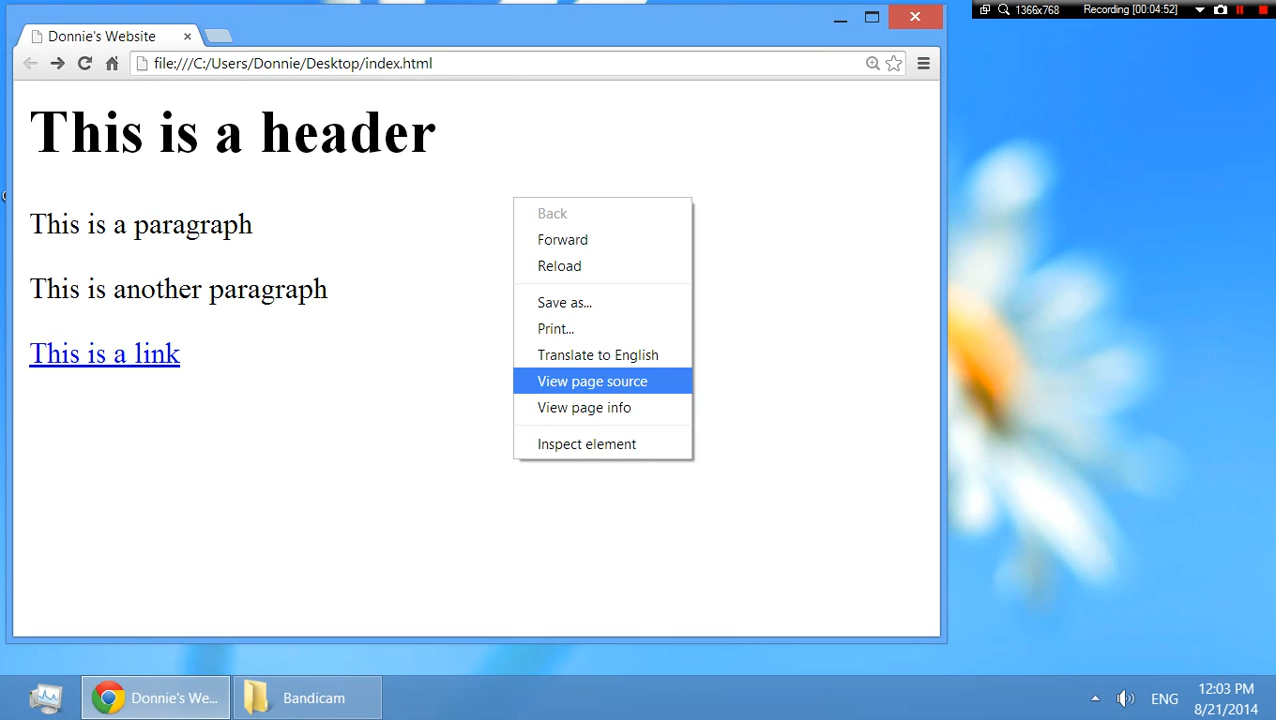 1366x768 Recording [00:04:52]
Donnie's Website
file:///C:/Users/Donnie/Desktop/index.html
This is a header
This is a paragraph
This is another paragraph
This is a link
Back
Forward
Reload
Save as...
Print...
Translate to English
View page source
View page info
Inspect element
Donnie's We...
Bandicam
ENG
12:03 PM
8/21/2014